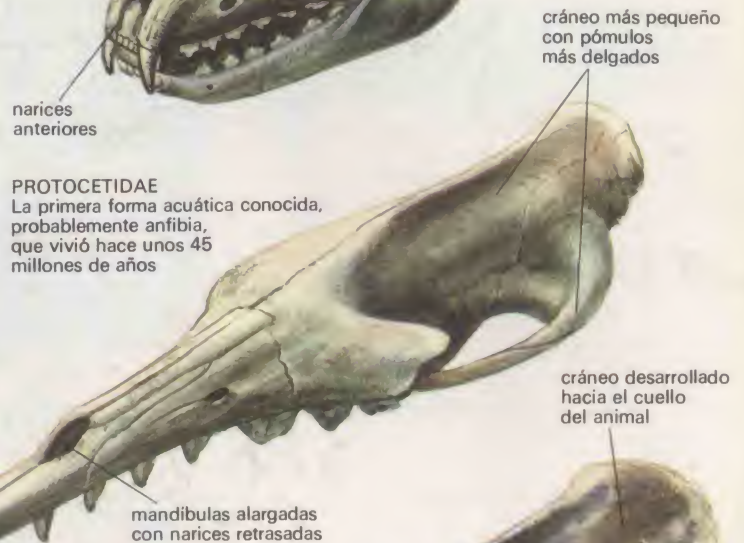 cráneo más pequeño
con pómulos
más delgados
narices
anteriores
PROTOCETIDAE
La primera forma acuática conocida,
probablemente anfibia,
que vivió hace unos 45
millones de años
cráneo desarrollado
hacia el cuello
del animal
mandíbulas alargadas
con narices retrasadas